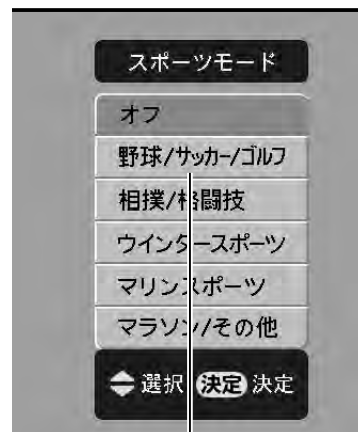 スポーツモード
オフ
野球/サッカー/ゴルフ
相撲/格闘技
ウインタースポーツ
マリンスポーツ
マラソン/その他
選択 決定 決定